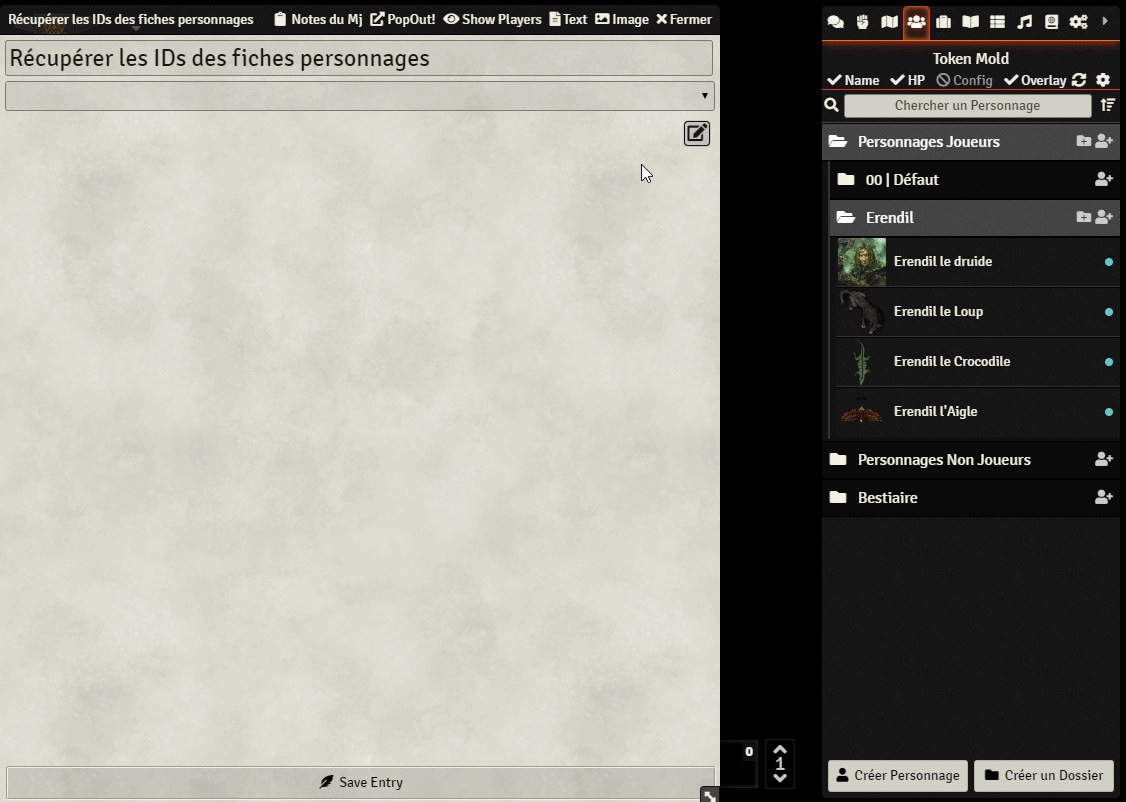 Récupérer les IDs des fiches personnages Notes du Mj PopOut! Show Players Text Image Fermer
Récupérer les IDs des fiches personnages
Save Entry
0
1
Token Mold
Name HP Config Overlay
Chercher un Personnage
Personnages Joueurs
00 | Défaut
Erendil
Erendil le druide
Erendil le Loup
Erendil le Crocodile
Erendil l'Aigle
Personnages Non Joueurs
Bestiaire
Créer Personnage Créer un Dossier